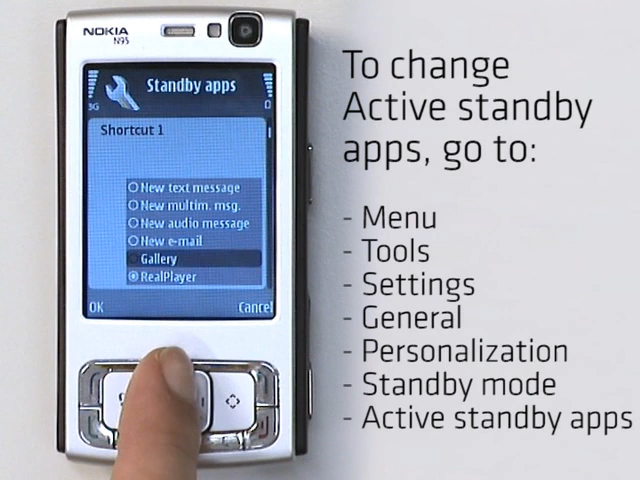 NOKIA
N95
3G
Standby apps
Shortcut 1
New text message
New multim. msg.
New audio message
New e-mail
Gallery
RealPlayer
OK Cancel
To change
Active standby
apps, go to:
- Menu
- Tools
- Settings
- General
- Personalization
- Standby mode
- Active standby apps